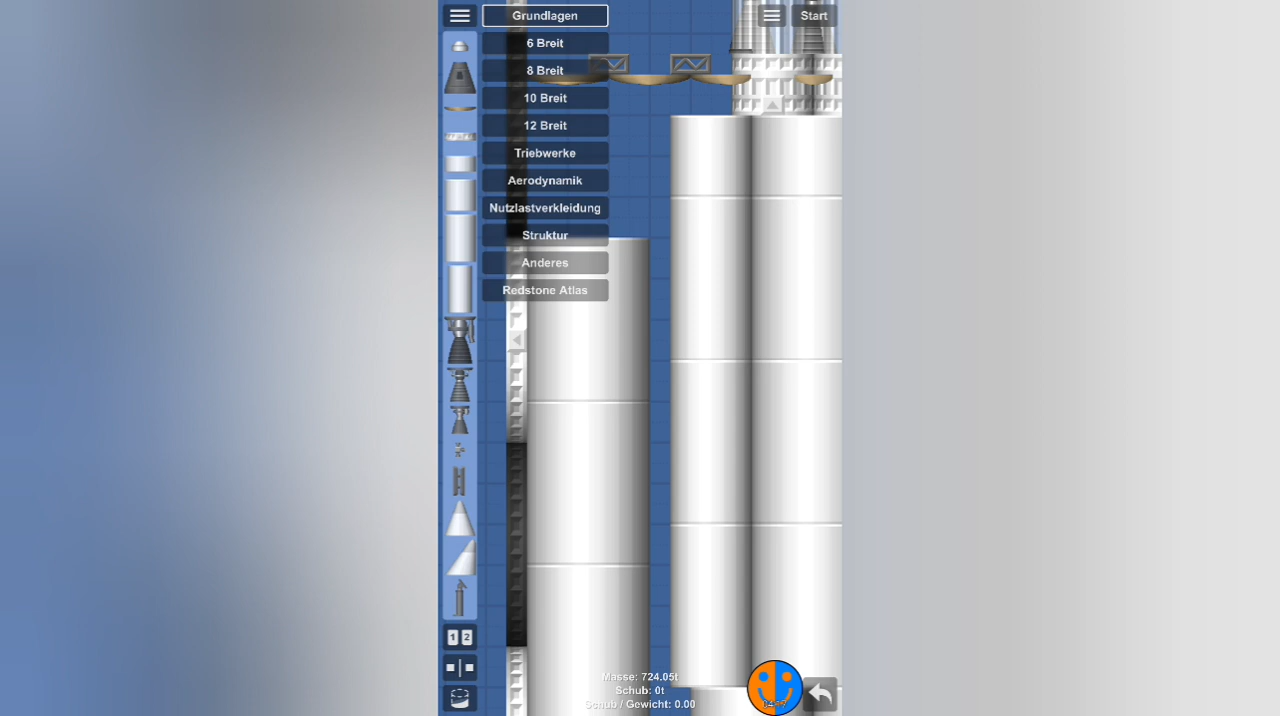 Grundlagen
Start
6 Breit
8 Breit
10 Breit
12 Breit
Triebwerke
Aerodynamik
Nutzlastverkleidung
Struktur
Anderes
Redstone Atlas
1 2
Masse: 724.05t
Schub: 0t
Schub / Gewicht: 0.00